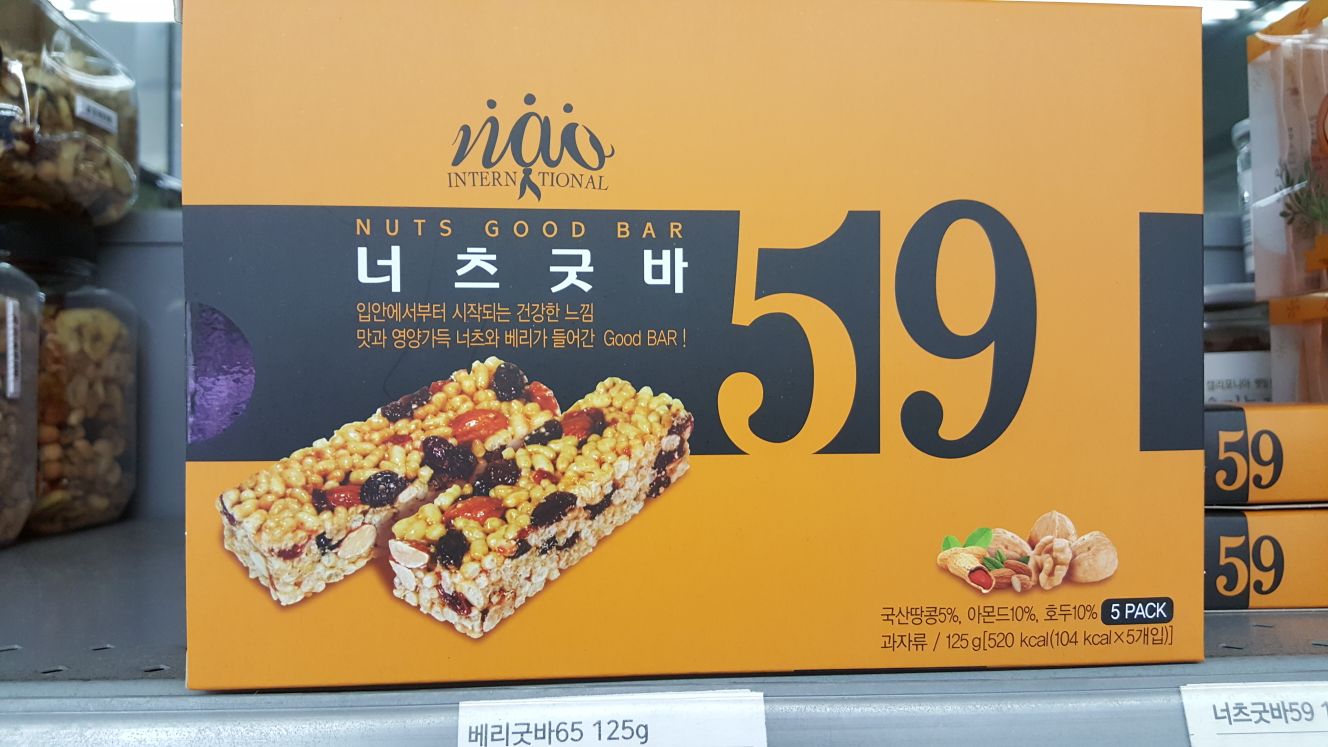 nao
INTERNATIONAL
NUTS GOOD BAR
너츠굿바
59
입안에서부터 시작되는 건강한 느낌
맛과 영양가득 너츠와 베리가 들어간 Good BAR !
국산땅콩5%, 아몬드10%, 호두10% 5 PACK
과자류 / 125g[520 kcal(104 kcal×5개입)]
59
59
베리굿바65 125g
너츠굿바59 1